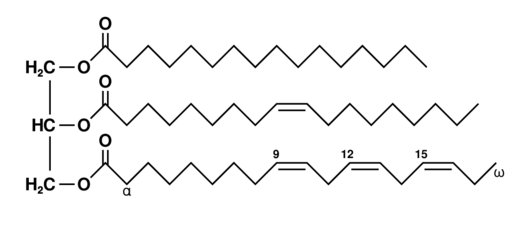 O
H₂C—O
O
HC—O
O
9 12 15
H₂C—O
α ω